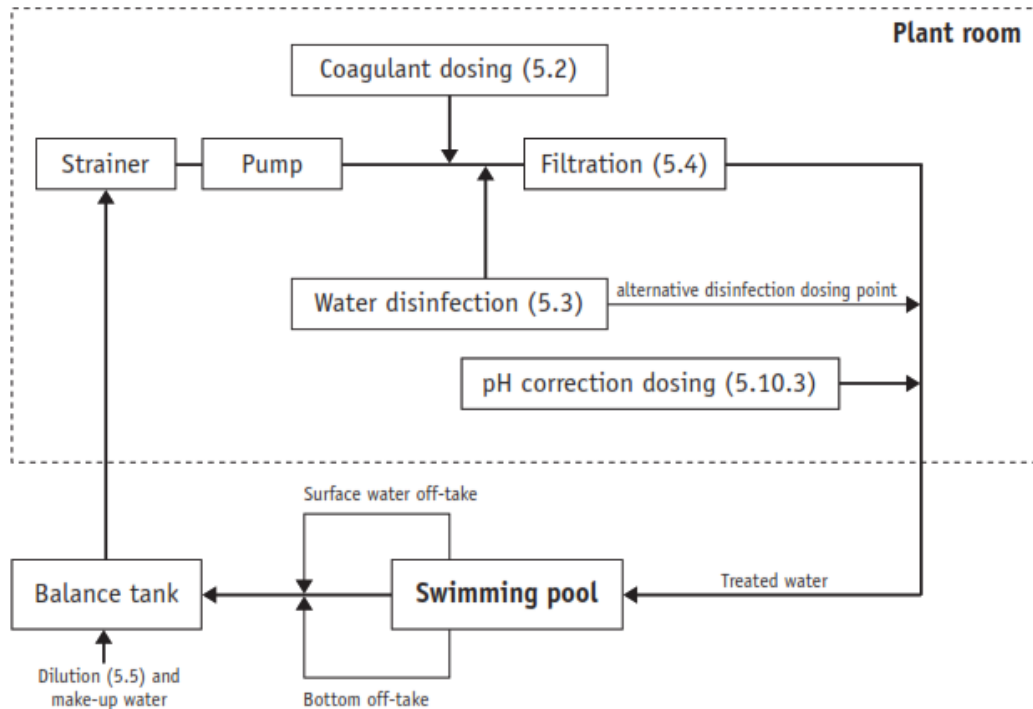 Plant room
Coagulant dosing (5.2)
Strainer
Pump
Filtration (5.4)
Water disinfection (5.3)
alternative disinfection dosing point
pH correction dosing (5.10.3)
Surface water off-take
Balance tank
Swimming pool
Treated water
Dilution (5.5) and
make-up water
Bottom off-take